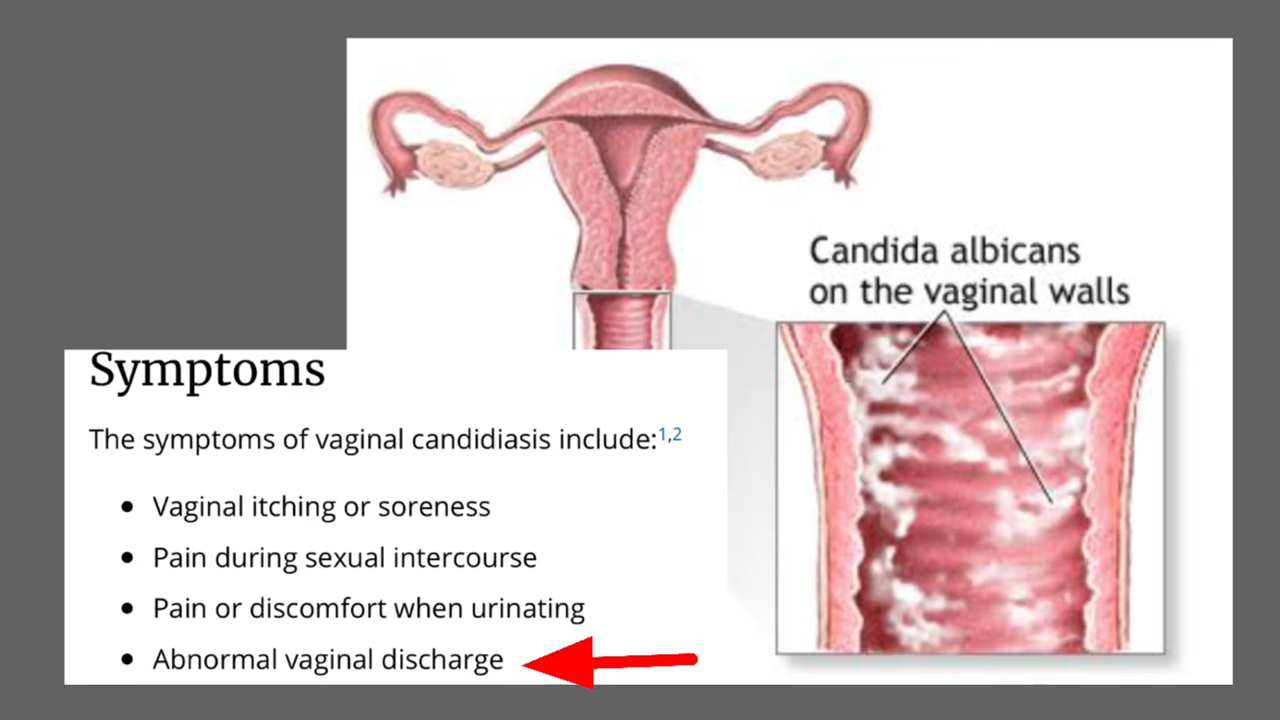 Candida albicans
on the vaginal walls
Symptoms
The symptoms of vaginal candidiasis include:1,2
• Vaginal itching or soreness
• Pain during sexual intercourse
• Pain or discomfort when urinating
• Abnormal vaginal discharge